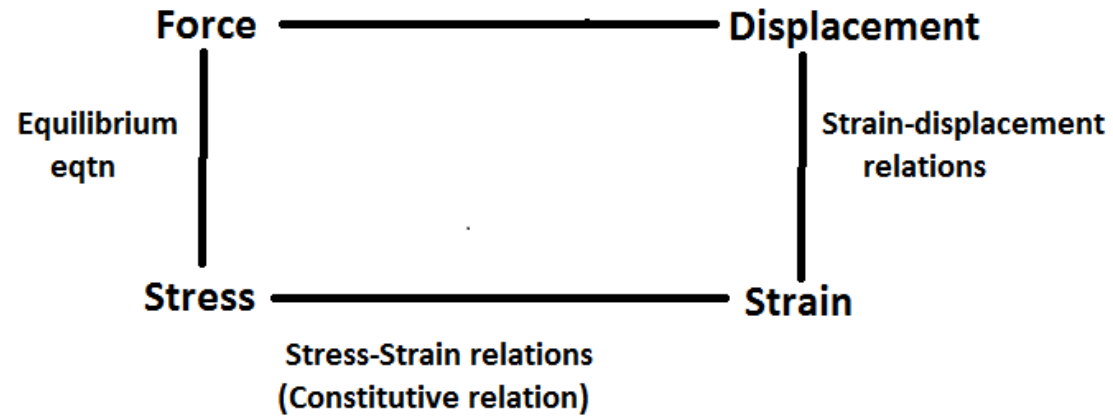 Force
Displacement
Equilibrium
eqtn
Strain-displacement
relations
Stress
Strain
Stress-Strain relations
(Constitutive relation)